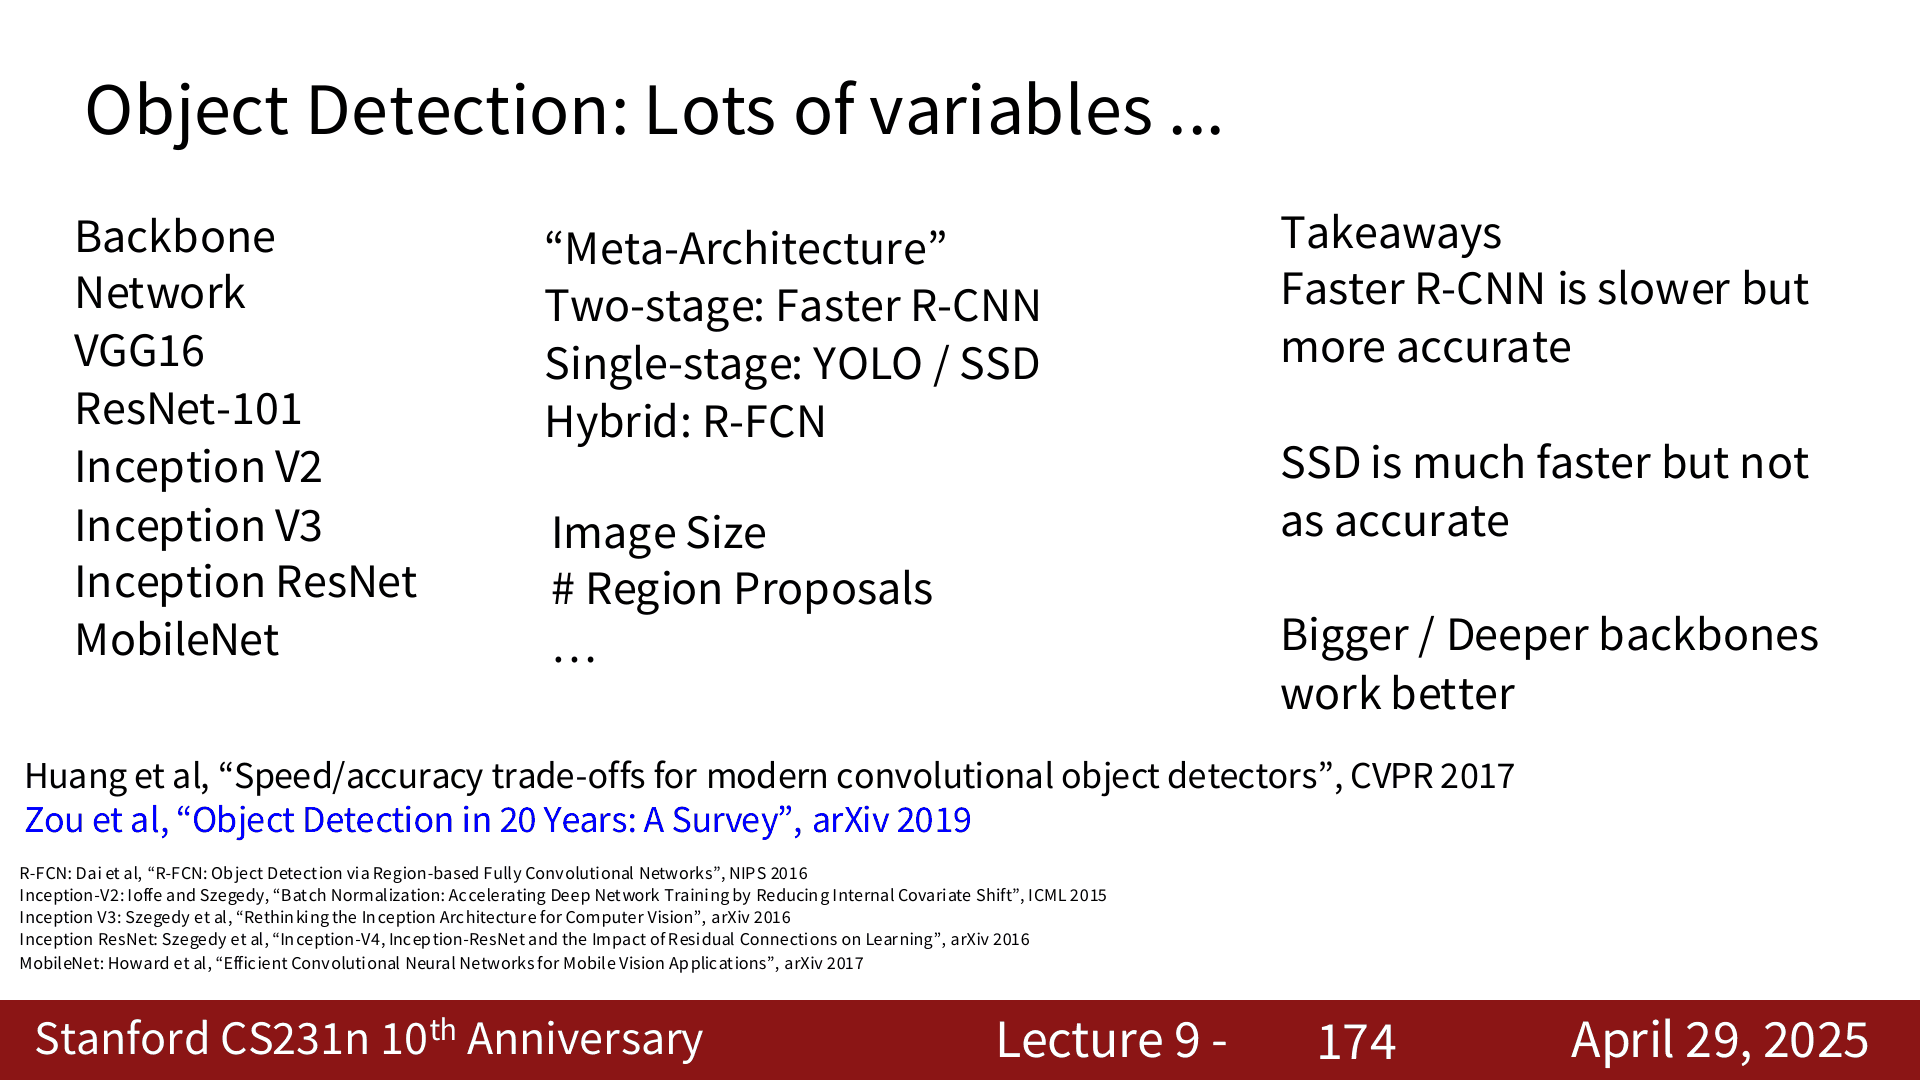 Object Detection: Lots of variables ...
Backbone
Network
VGG16
ResNet-101
Inception V2
Inception V3
Inception ResNet
MobileNet
“Meta-Architecture”
Two-stage: Faster R-CNN
Single-stage: YOLO / SSD
Hybrid: R-FCN
Image Size
# Region Proposals
…
Takeaways
Faster R-CNN is slower but
more accurate
SSD is much faster but not
as accurate
Bigger / Deeper backbones
work better
Huang et al, “Speed/accuracy trade-offs for modern convolutional object detectors”, CVPR 2017
Zou et al, “Object Detection in 20 Years: A Survey”, arXiv 2019
R-FCN: Dai et al, “R-FCN: Object Detection via Region-based Fully Convolutional Networks”, NIPS 2016
Inception-V2: Ioffe and Szegedy, “Batch Normalization: Accelerating Deep Network Training by Reducing Internal Covariate Shift”, ICML 2015
Inception V3: Szegedy et al, “Rethinking the Inception Architecture for Computer Vision”, arXiv 2016
Inception ResNet: Szegedy et al, “Inception-V4, Inception-ResNet and the Impact of Residual Connections on Learning”, arXiv 2016
MobileNet: Howard et al, “Efficient Convolutional Neural Networks for Mobile Vision Applications”, arXiv 2017
Stanford CS231n 10th Anniversary
Lecture 9 - 174
April 29, 2025